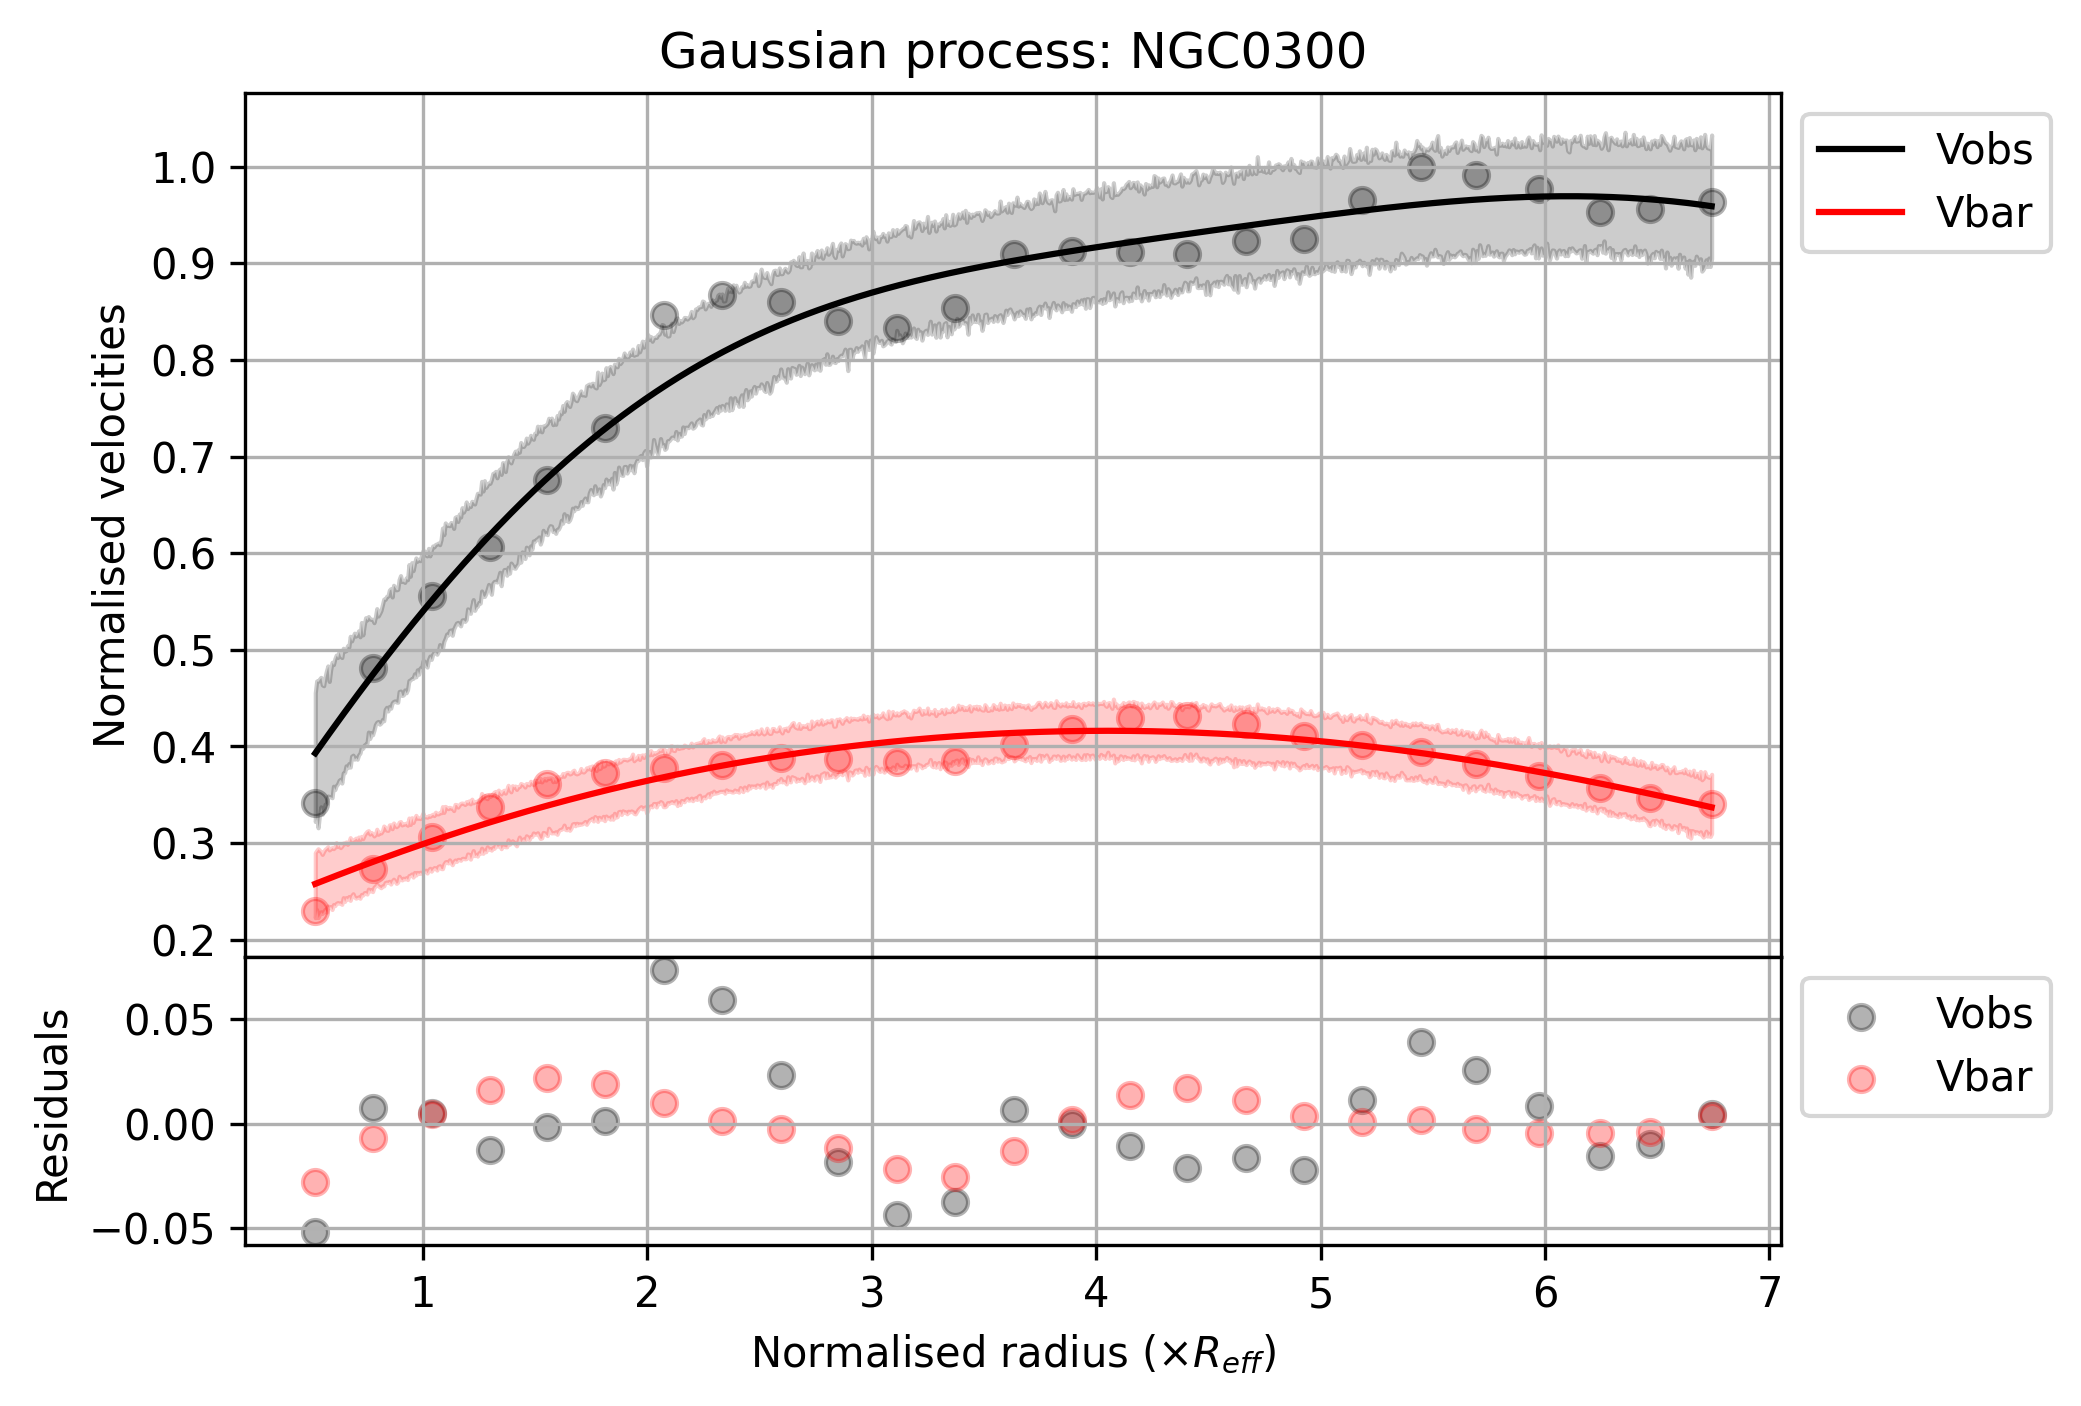 Gaussian process: NGC0300
Normalised velocities
1.0
0.9
0.8
0.7
0.6
0.5
0.4
0.3
0.2
Vobs
Vbar
Residuals
0.05
0.00
−0.05
Vobs
Vbar
1 2 3 4 5 6 7
Normalised radius (×R_eff)